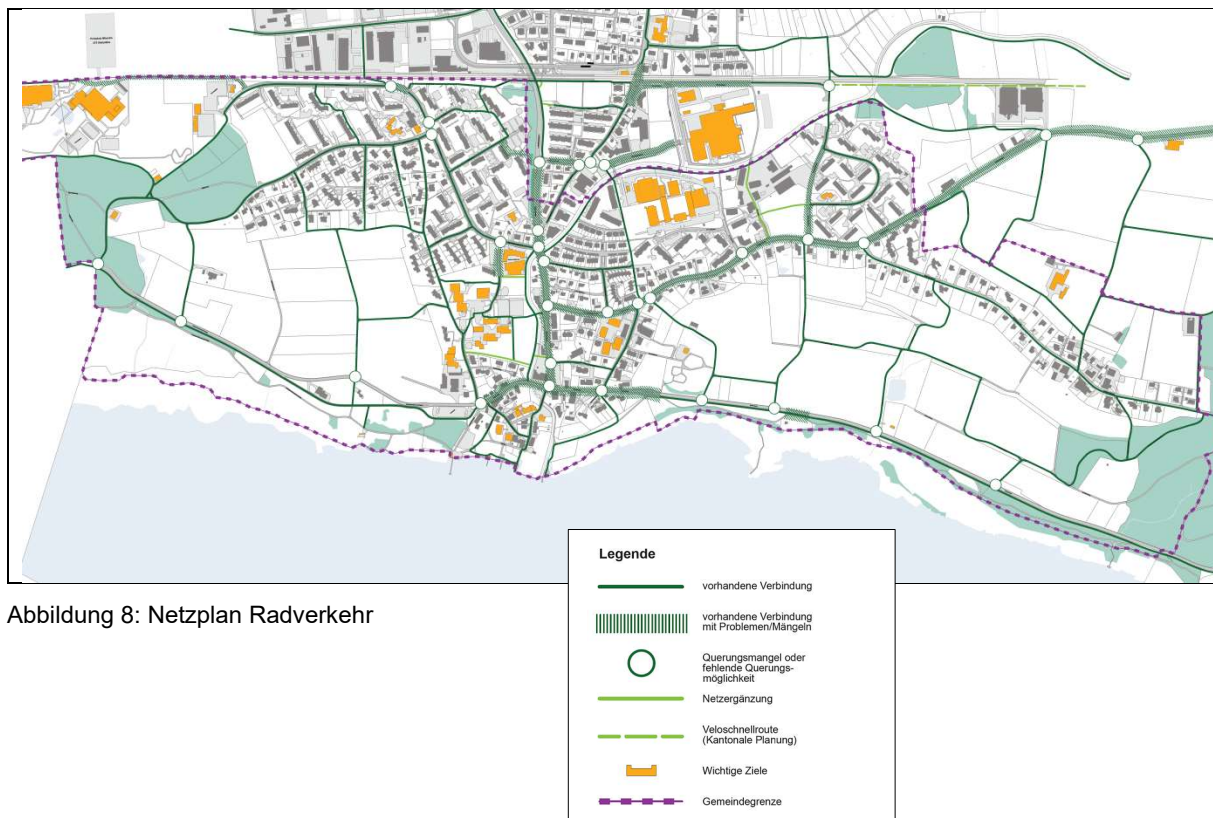 Abbildung 8: Netzplan Radverkehr
Legende
vorhandene Verbindung
vorhandene Verbindung
mit Problemen/Mängeln
Querungsmangel oder
fehlende Querungs-
möglichkeit
Netzergänzung
Veloschnellroute
(Kantonale Planung)
Wichtige Ziele
Gemeindegrenze